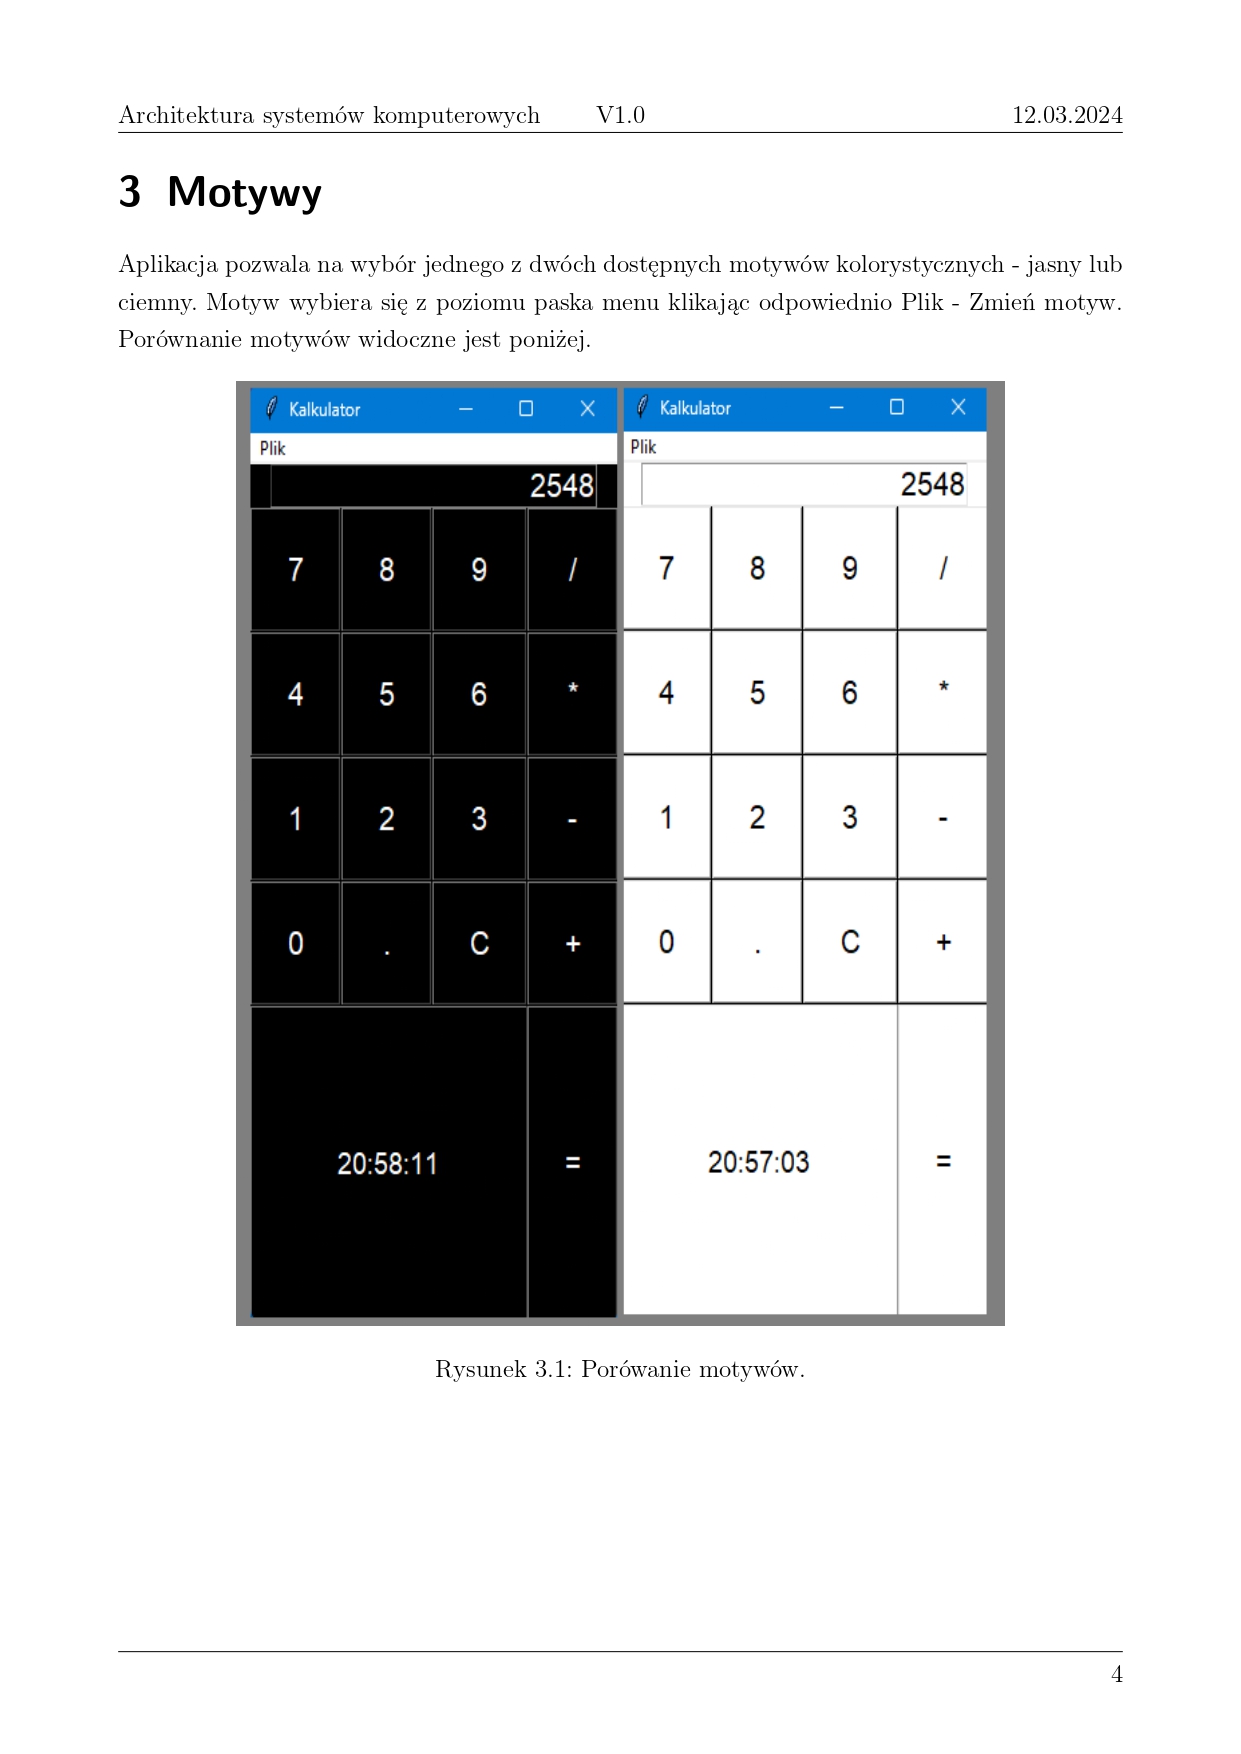 Architektura systemów komputerowych V1.0 12.03.2024
3 Motywy
Aplikacja pozwala na wybór jednego z dwóch dostępnych motywów kolorystycznych - jasny lub
ciemny. Motyw wybiera się z poziomu paska menu klikając odpowiednio Plik - Zmień motyw.
Porównanie motywów widoczne jest poniżej.
Kalkulator
Plik
2548
7 8 9 /
4 5 6 *
1 2 3 -
0 . C +
20:58:11 =
Kalkulator
Plik
2548
7 8 9 /
4 5 6 *
1 2 3 -
0 . C +
20:57:03 =
Rysunek 3.1: Porówanie motywów.
4